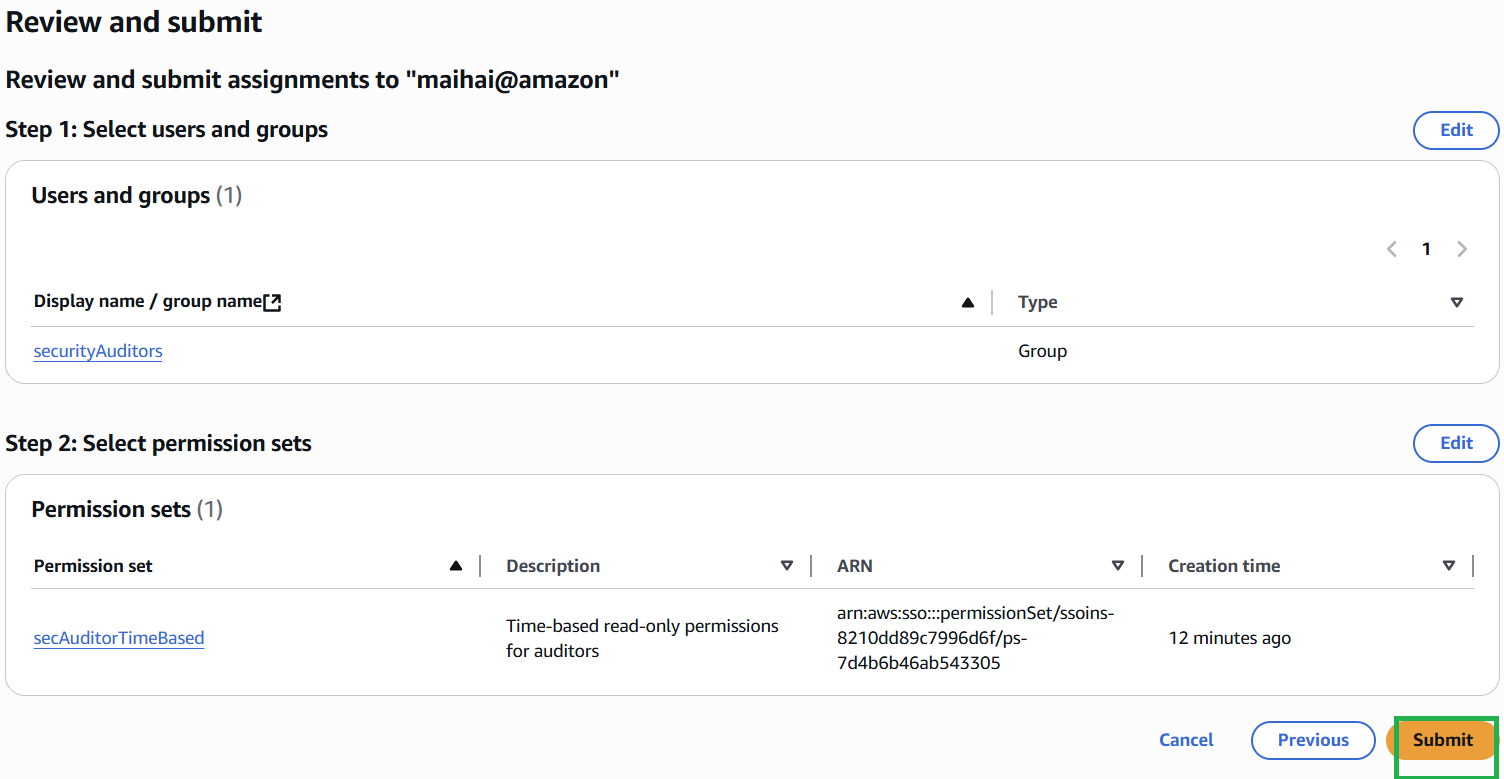 Review and submit
Review and submit assignments to "maihai@amazon"
Step 1: Select users and groups
Edit
Users and groups (1)
1
Display name / group name
Type
securityAuditors
Group
Step 2: Select permission sets
Edit
Permission sets (1)
Permission set
Description
ARN
Creation time
secAuditorTimeBased
Time-based read-only permissions
for auditors
arn:aws:sso:::permissionSet/ssoins-
8210dd89c7996d6f/ps-
7d4b6b46ab543305
12 minutes ago
Cancel
Previous
Submit